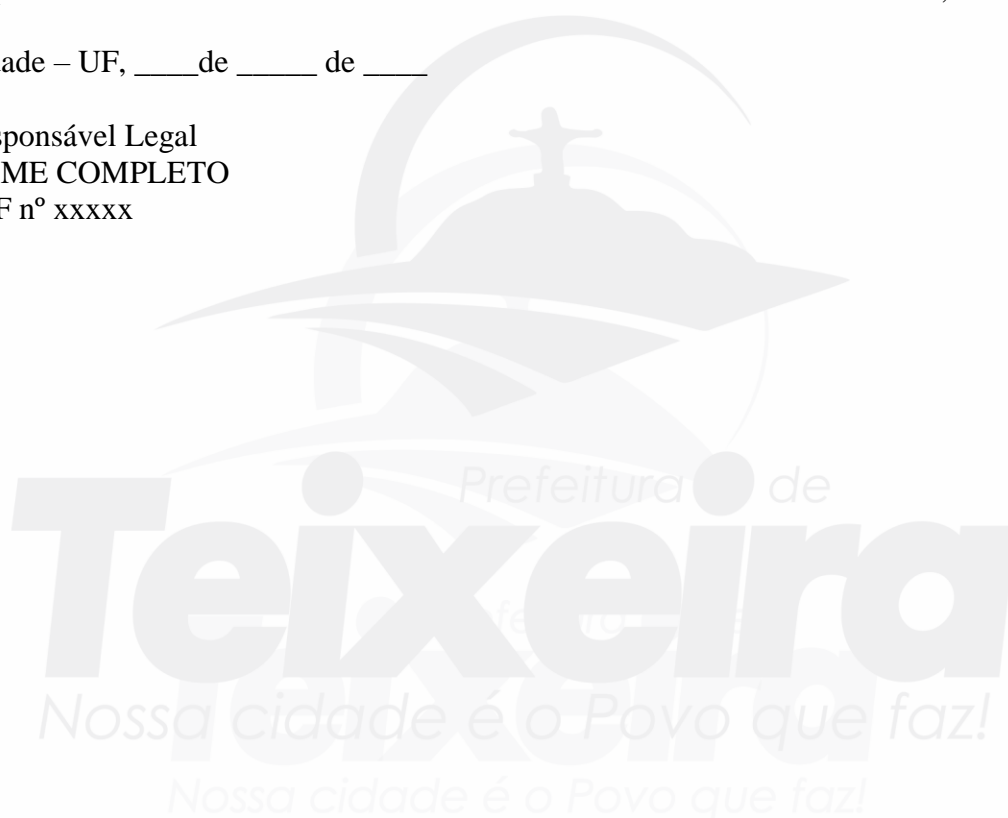 ade – UF, ____de _____ de ____
sponsável Legal
ME COMPLETO
F nº xxxxx
Prefeitura de
Teixeira
Nossa cidade é o Povo que faz!
Teixeira
Nossa cidade é o Povo que faz!